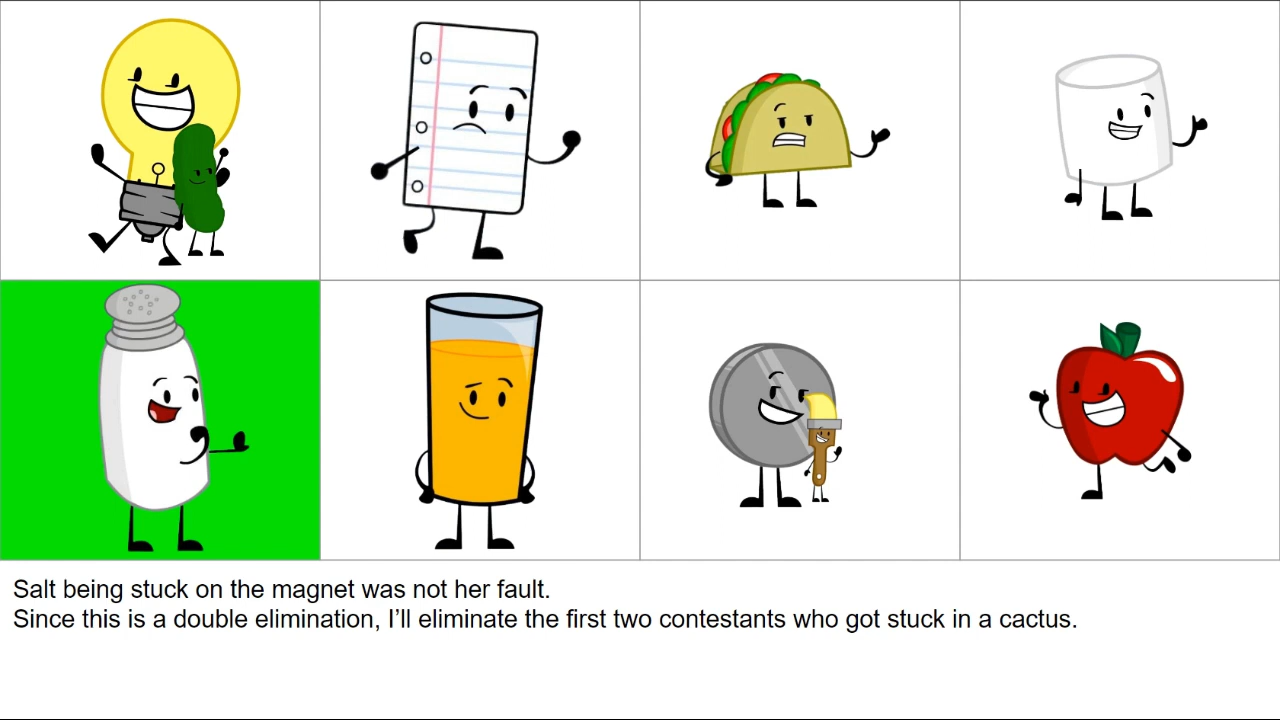 Salt being stuck on the magnet was not her fault.
Since this is a double elimination, I’ll eliminate the first two contestants who got stuck in a cactus.